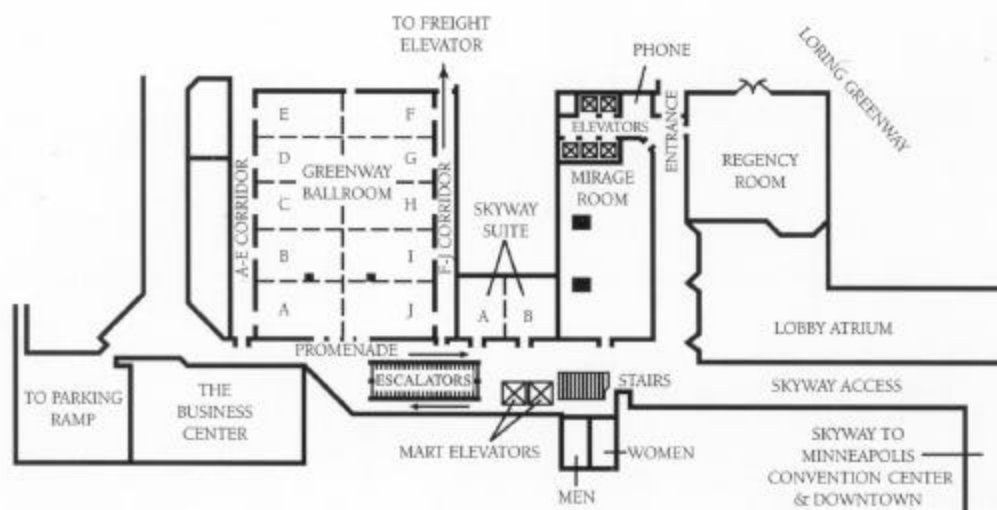 TO FREIGHT
ELEVATOR
PHONE
LORING GREENWAY
E
F
ELEVATORS
ENTRANCE
D
GREENWAY
BALLROOM
G
REGENCY
ROOM
MIRAGE
ROOM
C
H
SKYWAY
SUITE
A-E CORRIDOR
F-J CORRIDOR
B
I
A
J
A
B
LOBBY ATRIUM
PROMENADE
ESCALATORS
STAIRS
SKYWAY ACCESS
TO PARKING
RAMP
THE
BUSINESS
CENTER
MART ELEVATORS
WOMEN
MEN
SKYWAY TO
MINNEAPOLIS
CONVENTION CENTER
& DOWNTOWN